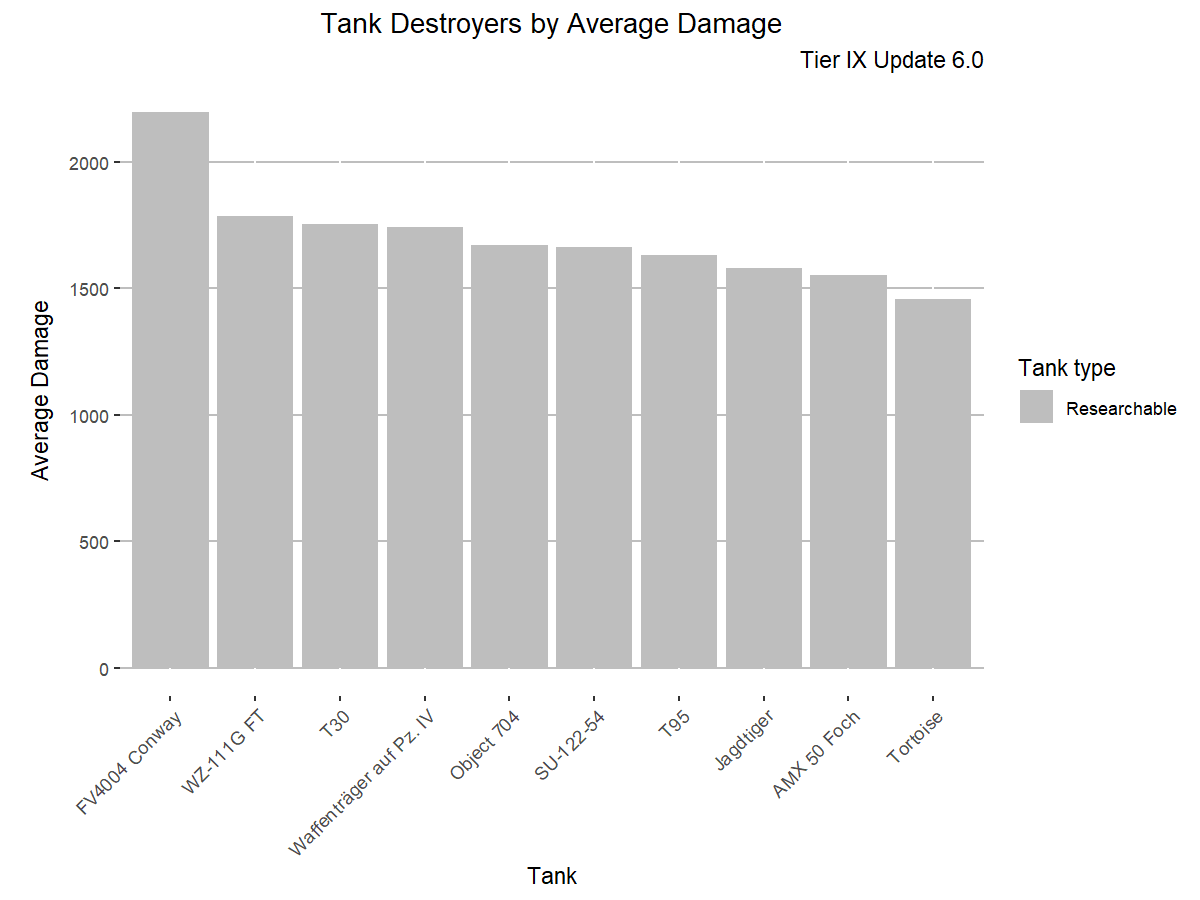 Tank Destroyers by Average Damage
Tier IX Update 6.0
Average Damage
2000
1500
1000
500
0
FV4004 Conway
WZ-111G FT
T30
Waffenträger auf Pz. IV
Object 704
SU-122-54
T95
Jagdtiger
AMX 50 Foch
Tortoise
Tank
Tank type
Researchable